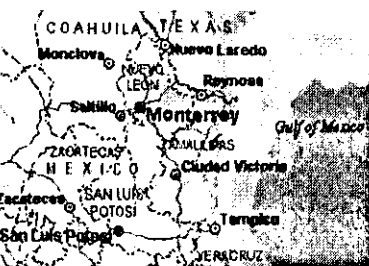 COAHUILA TEXAS
Nuevo Laredo
Monclova
NUEVO
LEON
Reynosa
Saltillo
Monterrey
Gulf of Mexico
TAMAULIPAS
ZACATECAS
Ciudad Victoria
MEXICO
SAN LUIS
POTOSI
Zacatecas
Tampico
San Luis Potosi
VERACRUZ